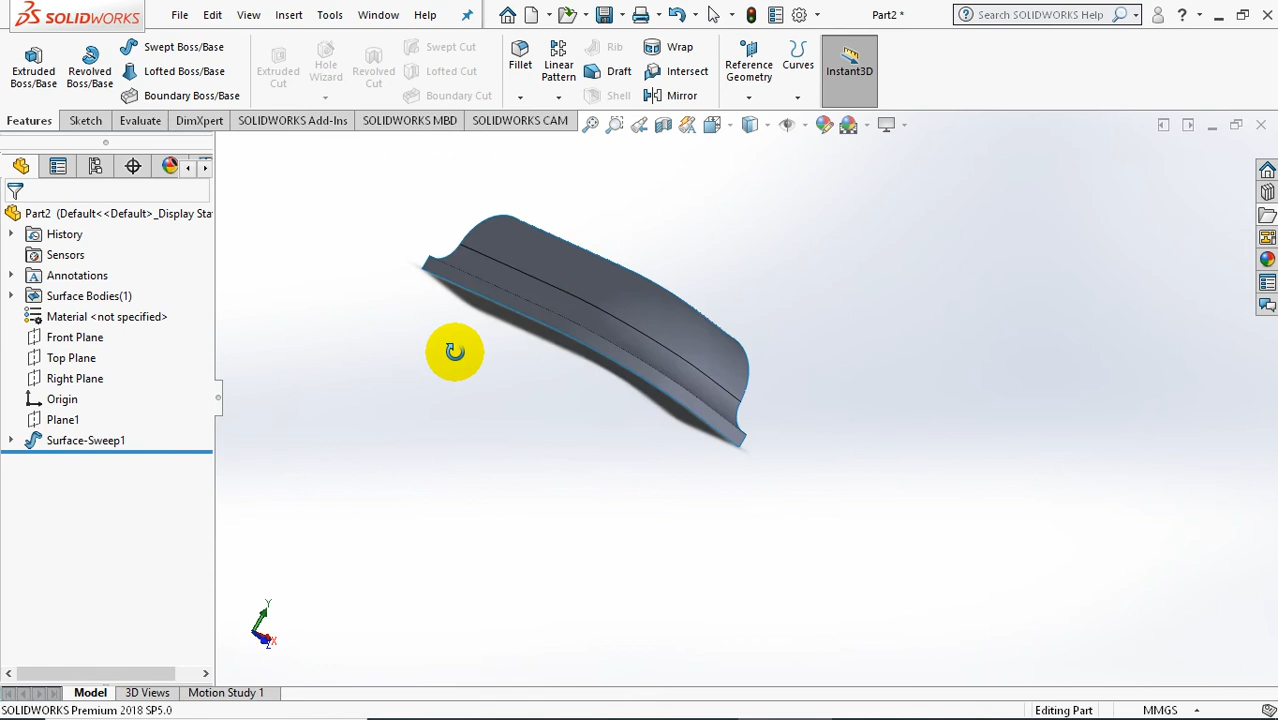 SOLIDWORKS File Edit View Insert Tools Window Help Part2 * Search SOLIDWORKS Help ?
Extruded Boss/Base
Revolved Boss/Base
Swept Boss/Base
Lofted Boss/Base
Boundary Boss/Base
Extruded Cut
Hole Wizard
Revolved Cut
Swept Cut
Lofted Cut
Boundary Cut
Fillet
Linear Pattern
Rib
Draft
Shell
Wrap
Intersect
Mirror
Reference Geometry
Curves
Instant3D
Features Sketch Evaluate DimXpert SOLIDWORKS Add-Ins SOLIDWORKS MBD SOLIDWORKS CAM
Part2 (Default<<Default>_Display Sta
History
Sensors
Annotations
Surface Bodies(1)
Material <not specified>
Front Plane
Top Plane
Right Plane
Origin
Plane1
Surface-Sweep1
Y
X
Z
Model 3D Views Motion Study 1
SOLIDWORKS Premium 2018 SP5.0 Editing Part MMGS